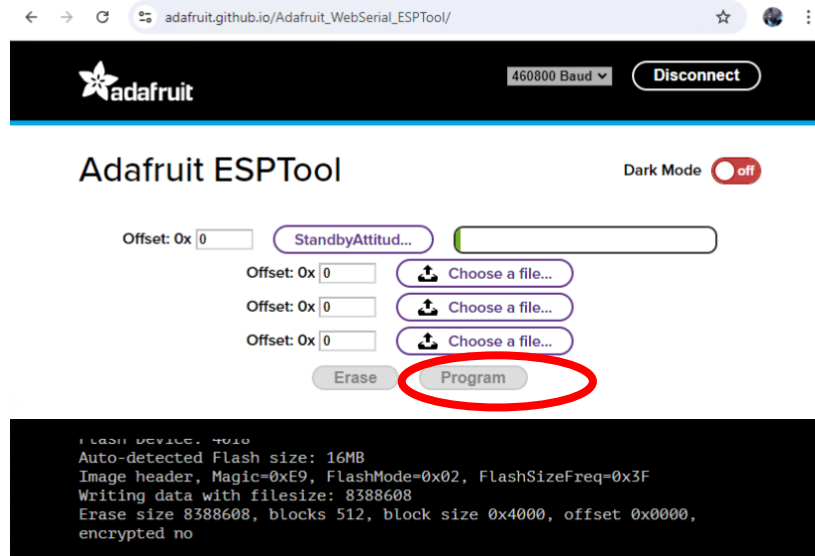 adafruit.github.io/Adafruit_WebSerial_ESPTool/
adafruit
460800 Baud
Disconnect
Adafruit ESPTool
Dark Mode
off
Offset: 0x 0 StandbyAttitud...
Offset: 0x 0 Choose a file...
Offset: 0x 0 Choose a file...
Offset: 0x 0 Choose a file...
Erase Program
Flash Device: 4018
Auto-detected Flash size: 16MB
Image header, Magic=0xE9, FlashMode=0x02, FlashSizeFreq=0x3F
Writing data with filesize: 8388608
Erase size 8388608, blocks 512, block size 0x4000, offset 0x0000,
encrypted no